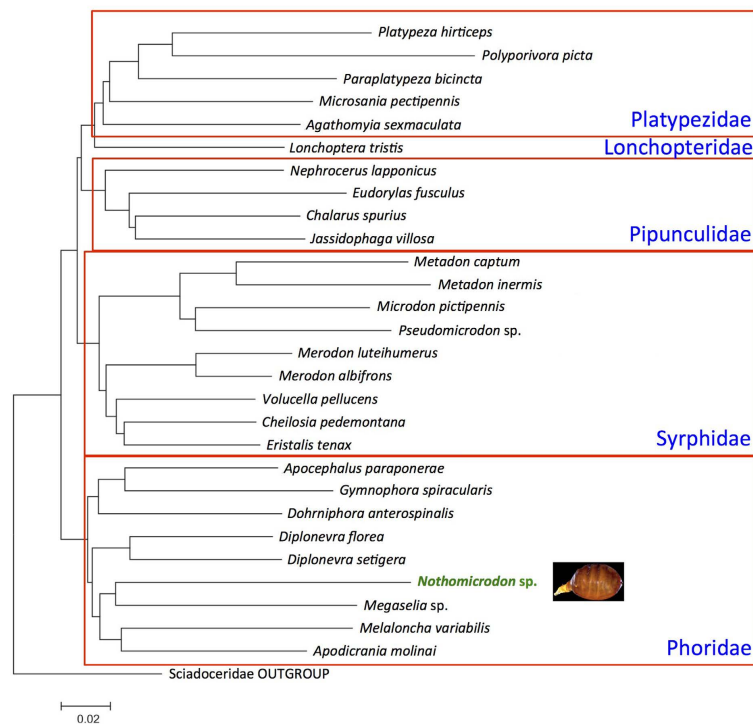 Platypeza hirticeps
Polyporivora picta
Paraplatypeza bicincta
Microsania pectipennis
Agathomyia sexmaculata
Platypezidae
Lonchoptera tristis
Lonchopteridae
Nephrocerus lapponicus
Eudorylas fusculus
Chalarus spurius
Jassidophaga villosa
Pipunculidae
Metadon captum
Metadon inermis
Microdon pictipennis
Pseudomicrodon sp.
Merodon luteihumerus
Merodon albifrons
Volucella pellucens
Cheilosia pedemontana
Eristalis tenax
Syrphidae
Apocephalus paraponerae
Gymnophora spiracularis
Dohrniphora anterospinalis
Diplonevra florea
Diplonevra setigera
Nothomicrodon sp.
Megaselia sp.
Melaloncha variabilis
Apodicrania molinai
Phoridae
Sciadoceridae OUTGROUP
0.02